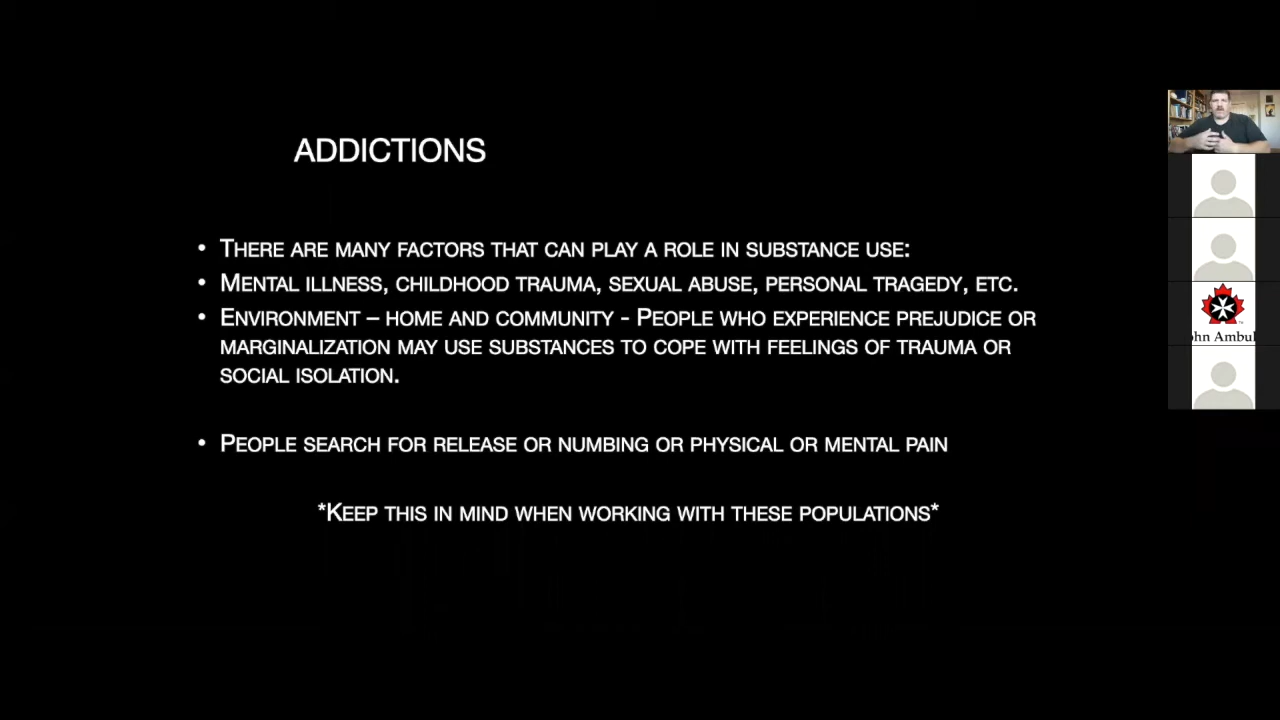 ADDICTIONS
• THERE ARE MANY FACTORS THAT CAN PLAY A ROLE IN SUBSTANCE USE:
• MENTAL ILLNESS, CHILDHOOD TRAUMA, SEXUAL ABUSE, PERSONAL TRAGEDY, ETC.
• ENVIRONMENT – HOME AND COMMUNITY - PEOPLE WHO EXPERIENCE PREJUDICE OR
MARGINALIZATION MAY USE SUBSTANCES TO COPE WITH FEELINGS OF TRAUMA OR
SOCIAL ISOLATION.
• PEOPLE SEARCH FOR RELEASE OR NUMBING OR PHYSICAL OR MENTAL PAIN
*KEEP THIS IN MIND WHEN WORKING WITH THESE POPULATIONS*
hn Ambul